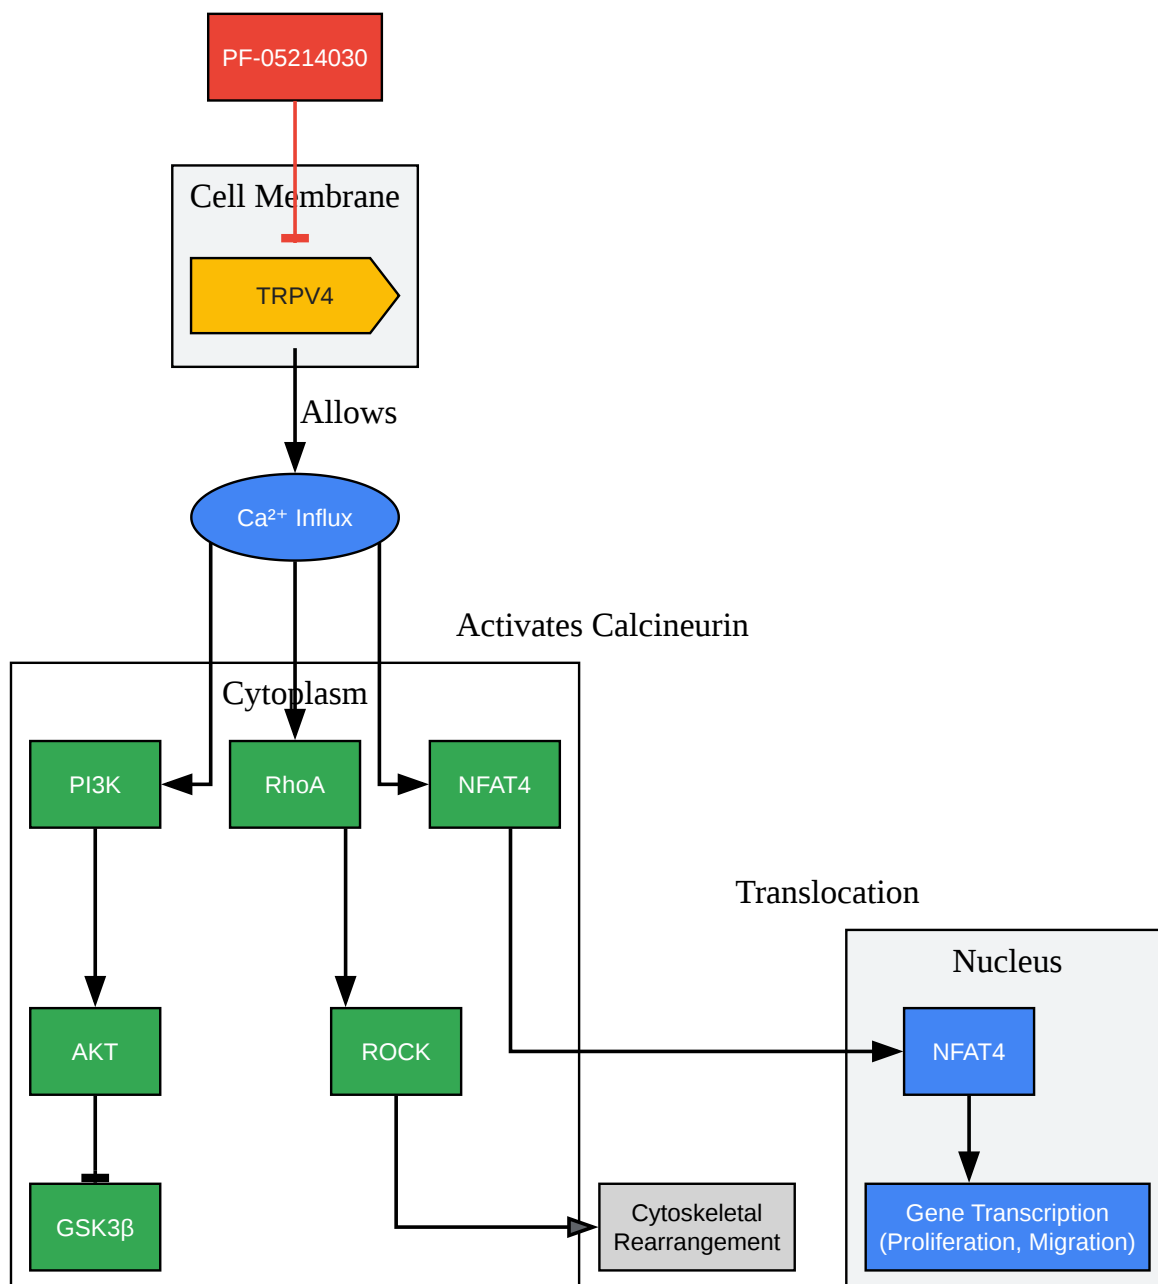 PF-05214030
Cell Membrane
TRPV4
Allows
Ca²⁺ Influx
Activates Calcineurin
Cytoplasm
PI3K
RhoA
NFAT4
Translocation
Nucleus
AKT
ROCK
NFAT4
GSK3β
Cytoskeletal
Rearrangement
Gene Transcription
(Proliferation, Migration)